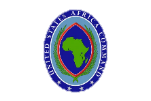 UNITED STATES AFRICA COMMAND